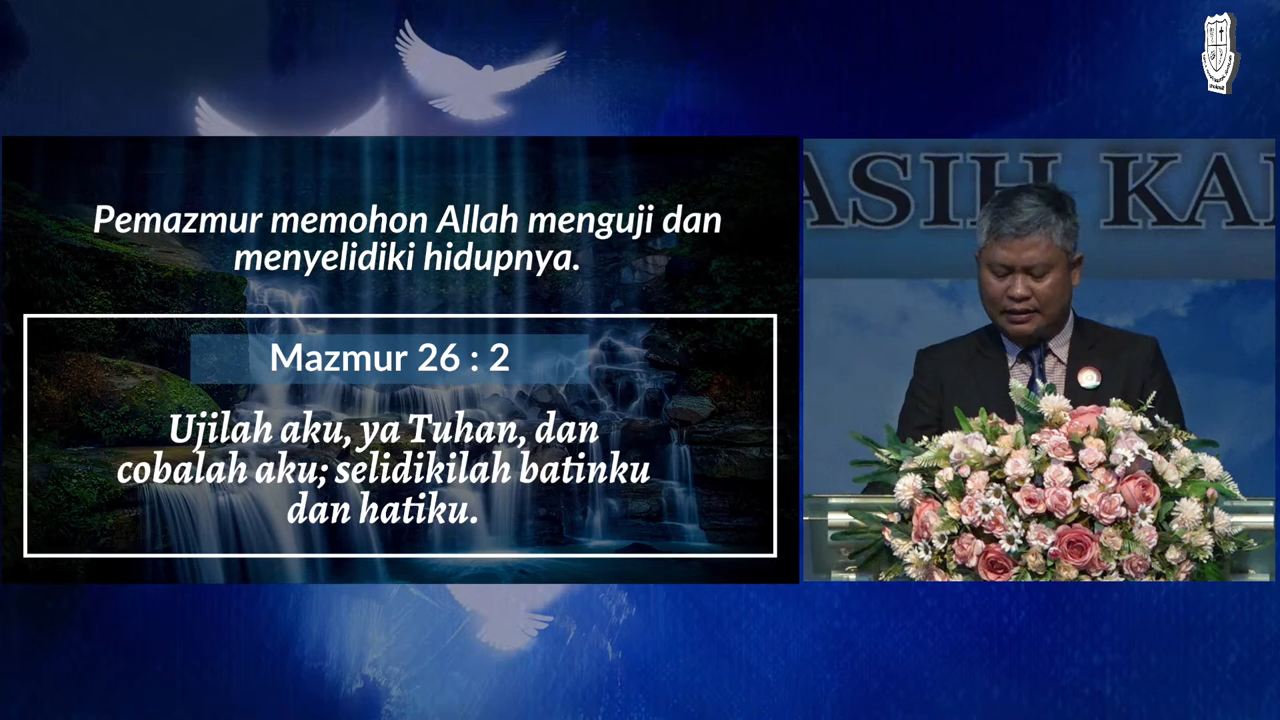 Pemazmur memohon Allah menguji dan
menyelidiki hidupnya.
Mazmur 26 : 2
Ujilah aku, ya Tuhan, dan
cobalah aku; selidikilah batinku
dan hatiku.
ASIH KA